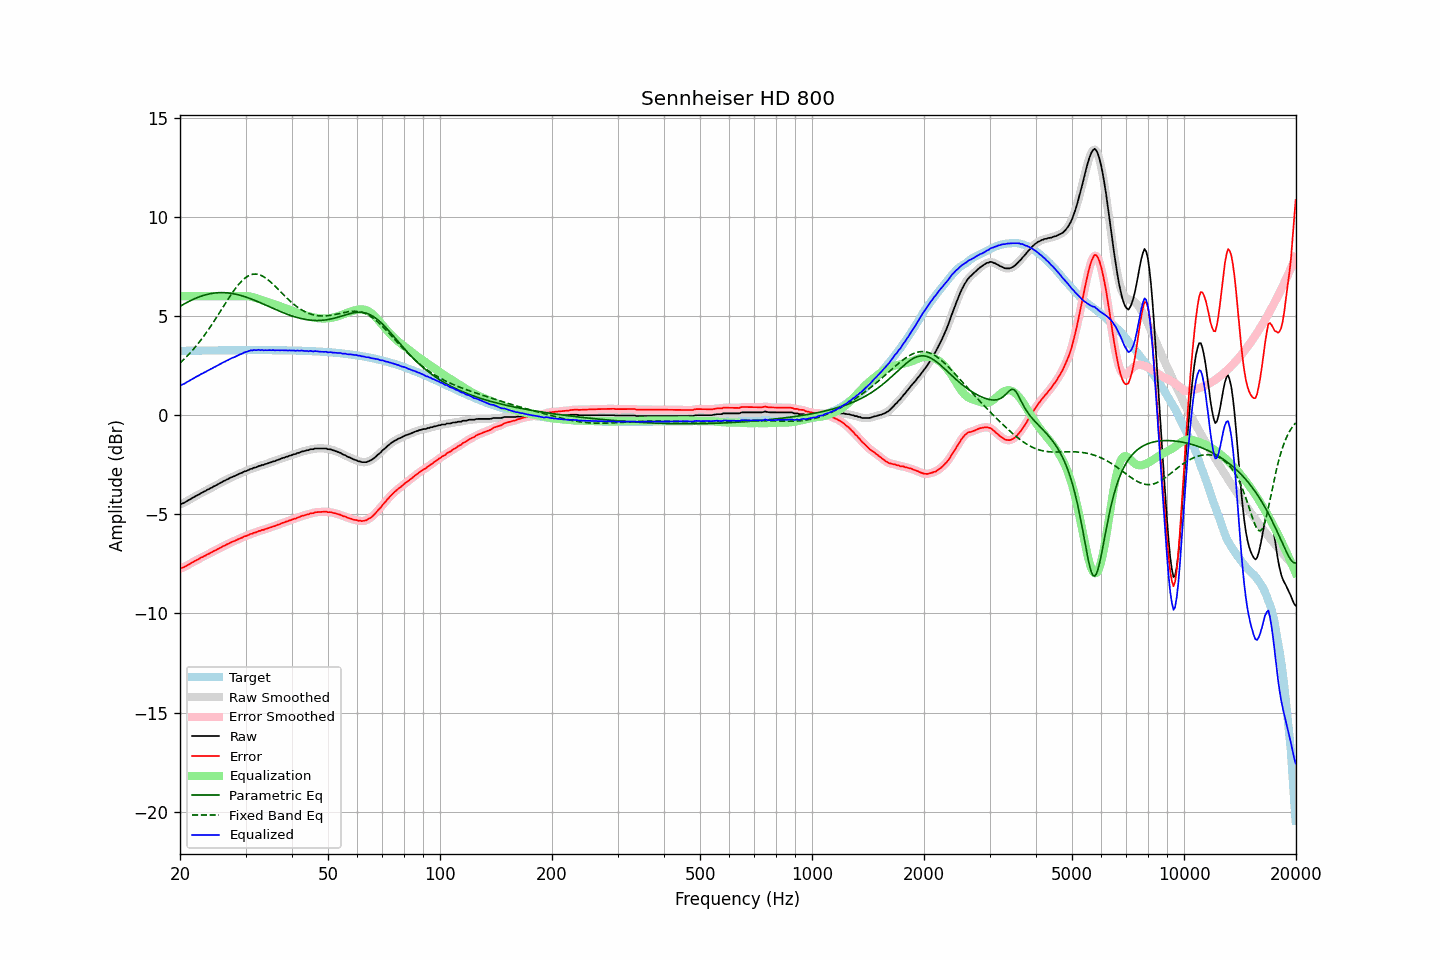 Sennheiser HD 800
Amplitude (dBr)
15
10
5
0
−5
−10
−15
−20
Target
Raw Smoothed
Error Smoothed
Raw
Error
Equalization
Parametric Eq
Fixed Band Eq
Equalized
20
50
100
200
500
1000
2000
5000
10000
20000
Frequency (Hz)